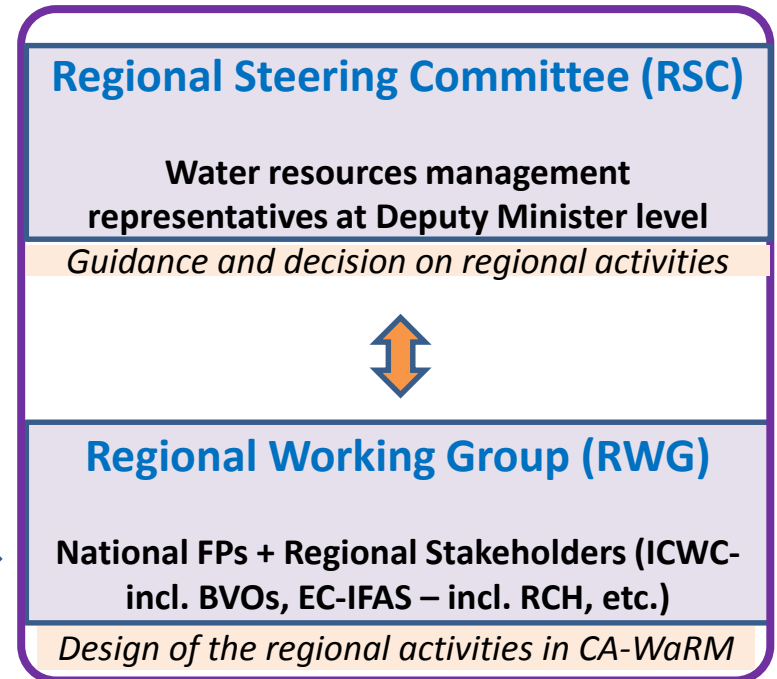 Regional Steering Committee (RSC)
Water resources management
representatives at Deputy Minister level
Guidance and decision on regional activities
Regional Working Group (RWG)
National FPs + Regional Stakeholders (ICWC-
incl. BVOs, EC-IFAS – incl. RCH, etc.)
Design of the regional activities in CA-WaRM